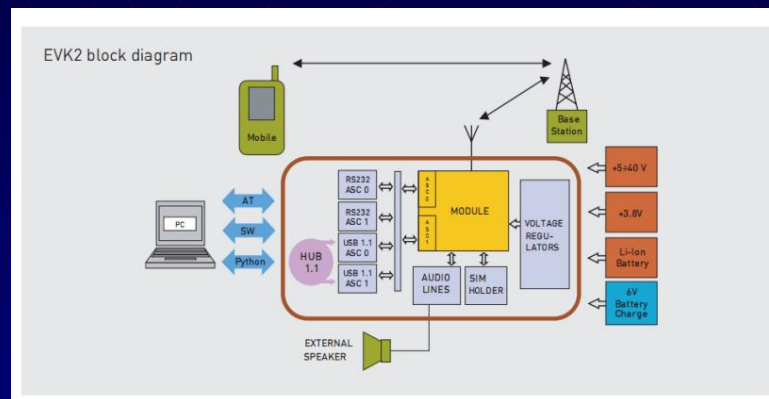 EVK2 block diagram
Mobile
Base
Station
PC
AT
SW
Python
RS232
ASC 0
RS232
ASC 1
USB 1.1
ASC 0
USB 1.1
ASC 1
HUB
1.1
ASC0
ASC1
MODULE
AUDIO
LINES
SIM
HOLDER
VOLTAGE
REGU-
LATORS
+5÷40 V
+3.8V
Li-Ion
Battery
6V
Battery
Charge
EXTERNAL
SPEAKER